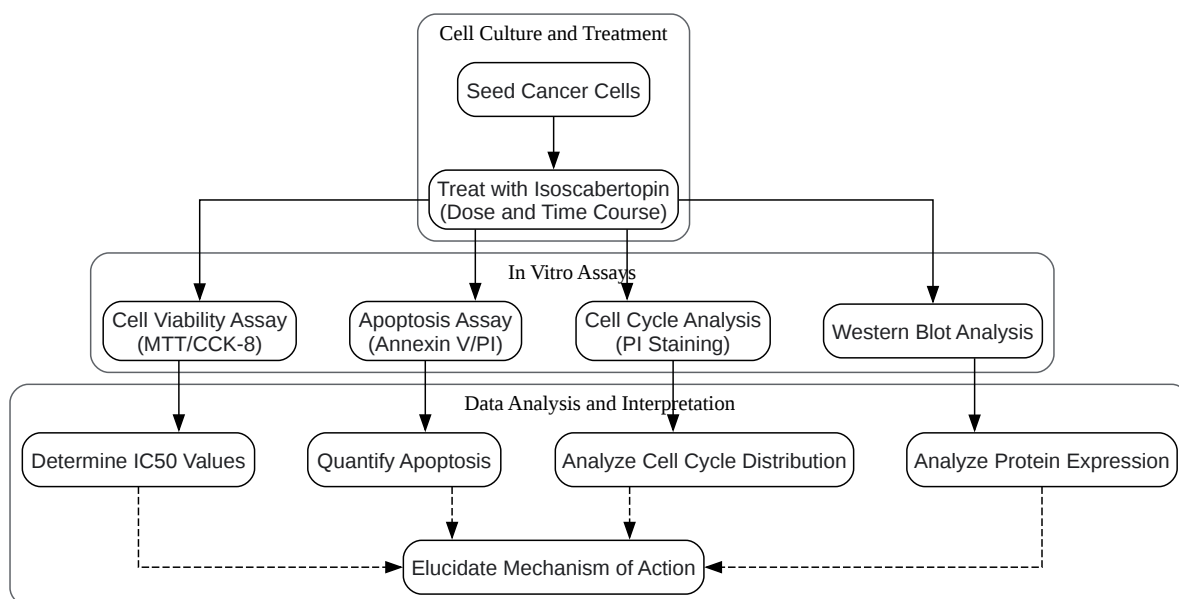 Cell Culture and Treatment
Seed Cancer Cells
Treat with Isoscabertopin
(Dose and Time Course)
In Vitro Assays
Cell Viability Assay
(MTT/CCK-8)
Apoptosis Assay
(Annexin V/PI)
Cell Cycle Analysis
(PI Staining)
Western Blot Analysis
Data Analysis and Interpretation
Determine IC50 Values
Quantify Apoptosis
Analyze Cell Cycle Distribution
Analyze Protein Expression
Elucidate Mechanism of Action